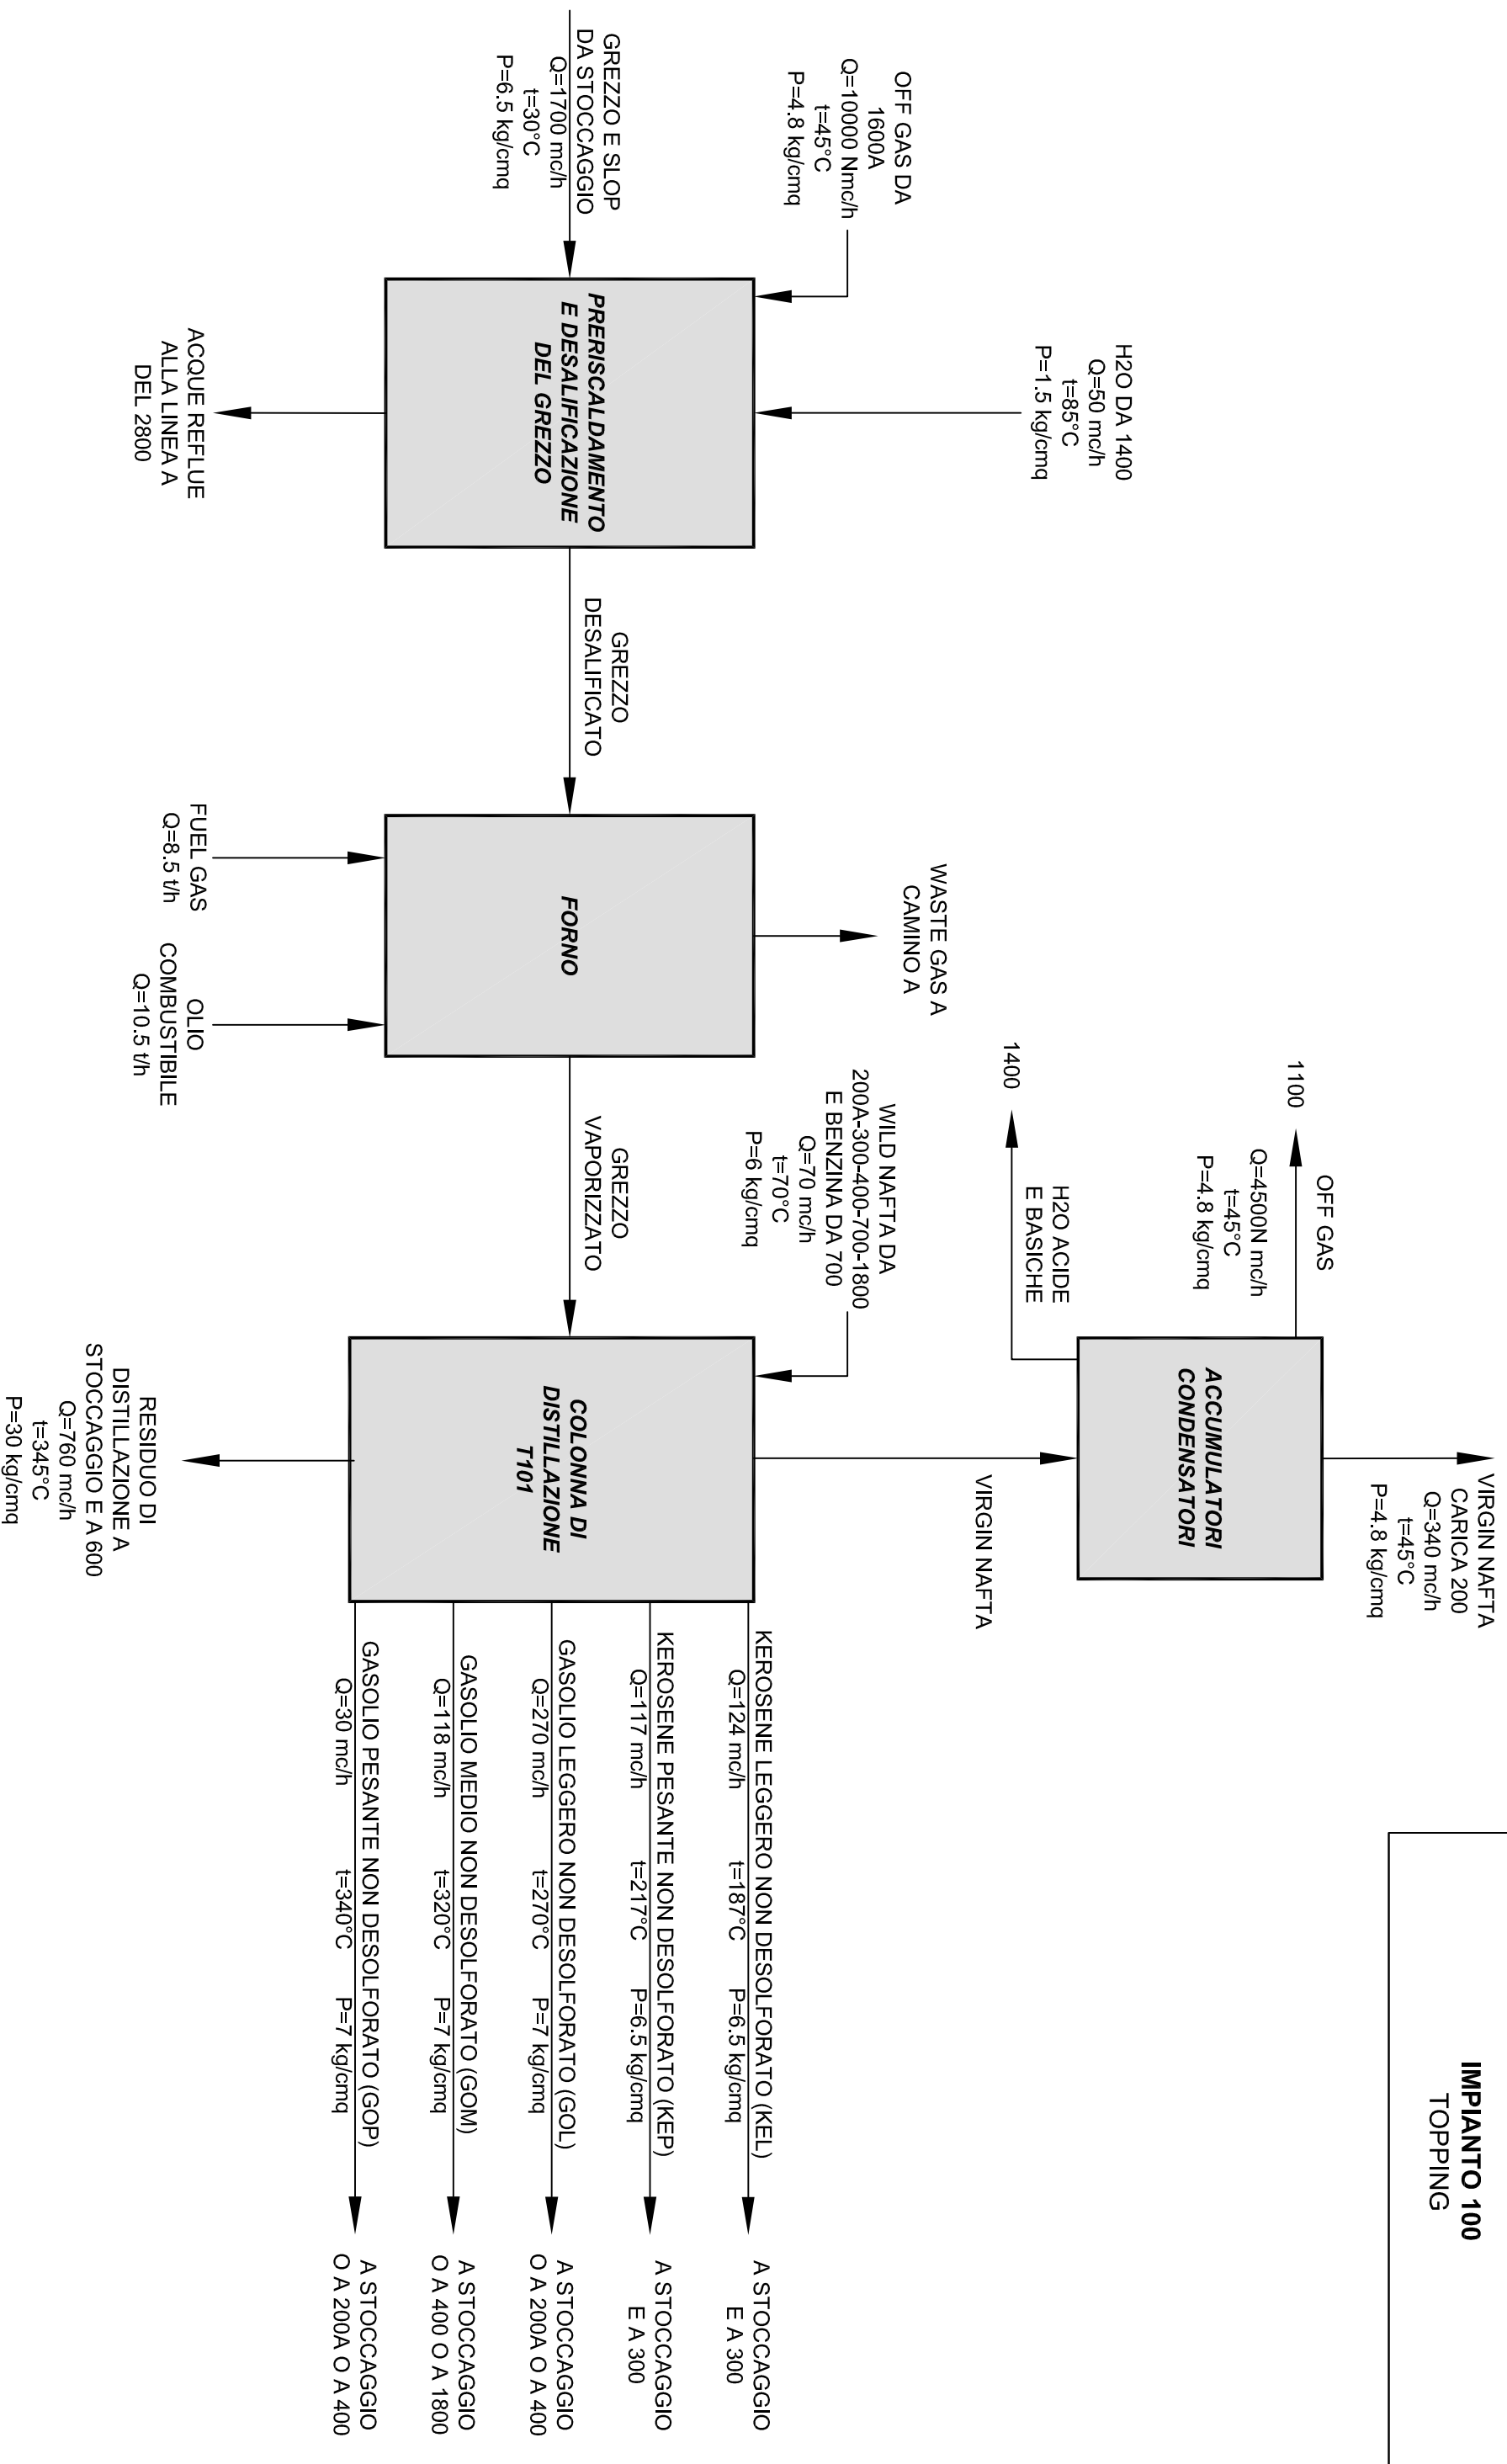 IMPIANTO 100
TOPPING
VIRGIN NAFTA
CARICA 200
Q=340 mc/h
t=45°C
P=4.8 kg/cmq
OFF GAS
1100
Q=4500N mc/h
t=45°C
P=4.8 kg/cmq
ACCUMULATORI
CONDENSATORI
1400
H2O ACIDE
E BASICHE
VIRGIN NAFTA
H2O DA 1400
Q=50 mc/h
t=85°C
P=1.5 kg/cmq
OFF GAS DA
1600A
Q=10000 Nmc/h
t=45°C
P=4.8 kg/cmq
WASTE GAS A
CAMINO A
WILD NAFTA DA
200A-300-400-700-1800
E BENZINA DA 700
Q=70 mc/h
t=70°C
P=6 kg/cmq
GREZZO E SLOP
DA STOCCAGGIO
Q=1700 mc/h
t=30°C
P=6.5 kg/cmq
PRERISCALDAMENTO
E DESALIFICAZIONE
DEL GREZZO
GREZZO
DESALIFICATO
FORNO
GREZZO
VAPORIZZATO
COLONNA DI
DISTILLAZIONE
T101
KEROSENE LEGGERO NON DESOLFORATO (KEL)
Q=124 mc/h t=187°C P=6.5 kg/cmq
A STOCCAGGIO
E A 300
KEROSENE PESANTE NON DESOLFORATO (KEP)
Q=117 mc/h t=217°C P=6.5 kg/cmq
A STOCCAGGIO
E A 300
GASOLIO LEGGERO NON DESOLFORATO (GOL)
Q=270 mc/h t=270°C P=7 kg/cmq
A STOCCAGGIO
O A 200A O A 400
GASOLIO MEDIO NON DESOLFORATO (GOM)
Q=118 mc/h t=320°C P=7 kg/cmq
A STOCCAGGIO
O A 400 O A 1800
GASOLIO PESANTE NON DESOLFORATO (GOP)
Q=30 mc/h t=340°C P=7 kg/cmq
A STOCCAGGIO
O A 200A O A 400
ACQUE REFLUE
ALLA LINEA A
DEL 2800
FUEL GAS
Q=8.5 t/h
OLIO
COMBUSTIBILE
Q=10.5 t/h
RESIDUO DI
DISTILLAZIONE A
STOCCAGGIO E A 600
Q=760 mc/h
t=345°C
P=30 kg/cmq